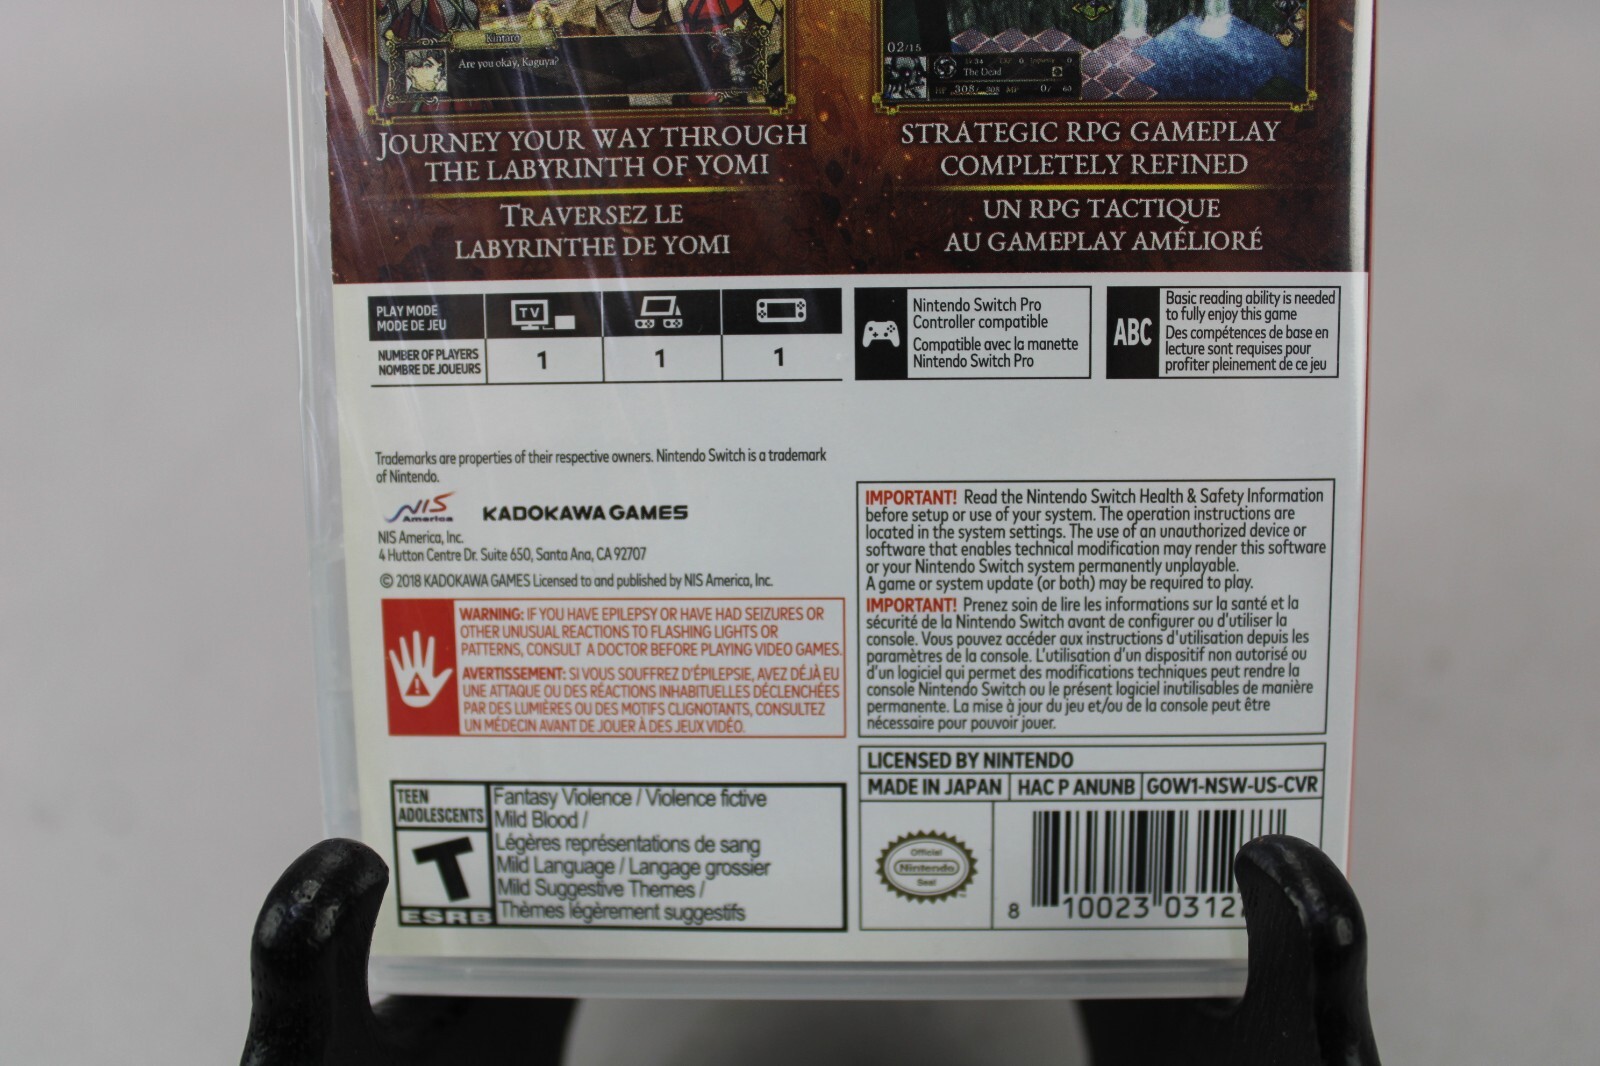 Kintaro
Are you okay, Kaguya?
02/15
The Dead
HP 308/ 308 MP 0/ 60
JOURNEY YOUR WAY THROUGH
THE LABYRINTH OF YOMI
TRAVERSEZ LE
LABYRINTHE DE YOMI
STRATEGIC RPG GAMEPLAY
COMPLETELY REFINED
UN RPG TACTIQUE
AU GAMEPLAY AMÉLIORÉ
PLAY MODE
MODE DE JEU
TV
NUMBER OF PLAYERS
NOMBRE DE JOUEURS
1 1 1
Nintendo Switch Pro
Controller compatible
Compatible avec la manette
Nintendo Switch Pro
ABC
Basic reading ability is needed
to fully enjoy this game
Des compétences de base en
lecture sont requises pour
profiter pleinement de ce jeu
Trademarks are properties of their respective owners. Nintendo Switch is a trademark
of Nintendo.
NIS
America
KADOKAWA GAMES
NIS America, Inc.
4 Hutton Centre Dr. Suite 650, Santa Ana, CA 92707
© 2018 KADOKAWA GAMES Licensed to and published by NIS America, Inc.
WARNING: IF YOU HAVE EPILEPSY OR HAVE HAD SEIZURES OR
OTHER UNUSUAL REACTIONS TO FLASHING LIGHTS OR
PATTERNS, CONSULT A DOCTOR BEFORE PLAYING VIDEO GAMES.
AVERTISSEMENT: SI VOUS SOUFFREZ D'ÉPILEPSIE, AVEZ DÉJÀ EU
UNE ATTAQUE OU DES RÉACTIONS INHABITUELLES DÉCLENCHÉES
PAR DES LUMIÈRES OU DES MOTIFS CLIGNOTANTS, CONSULTEZ
UN MÉDECIN AVANT DE JOUER À DES JEUX VIDÉO.
IMPORTANT! Read the Nintendo Switch Health & Safety Information
before setup or use of your system. The operation instructions are
located in the system settings. The use of an unauthorized device or
software that enables technical modification may render this software
or your Nintendo Switch system permanently unplayable.
A game or system update (or both) may be required to play.
IMPORTANT! Prenez soin de lire les informations sur la santé et la
sécurité de la Nintendo Switch avant de configurer ou d'utiliser la
console. Vous pouvez accéder aux instructions d'utilisation depuis les
paramètres de la console. L'utilisation d'un dispositif non autorisé ou
d'un logiciel qui permet des modifications techniques peut rendre la
console Nintendo Switch ou le présent logiciel inutilisables de manière
permanente. La mise à jour du jeu et/ou de la console peut être
nécessaire pour pouvoir jouer.
TEEN
ADOLESCENTS
T
ESRB
Fantasy Violence / Violence fictive
Mild Blood /
Légères représentations de sang
Mild Language / Langage grossier
Mild Suggestive Themes /
Thèmes légèrement suggestifs
LICENSED BY NINTENDO
MADE IN JAPAN HAC P ANUNB GOW1-NSW-US-CVR
Official
Nintendo
Seal
8 10023 0312